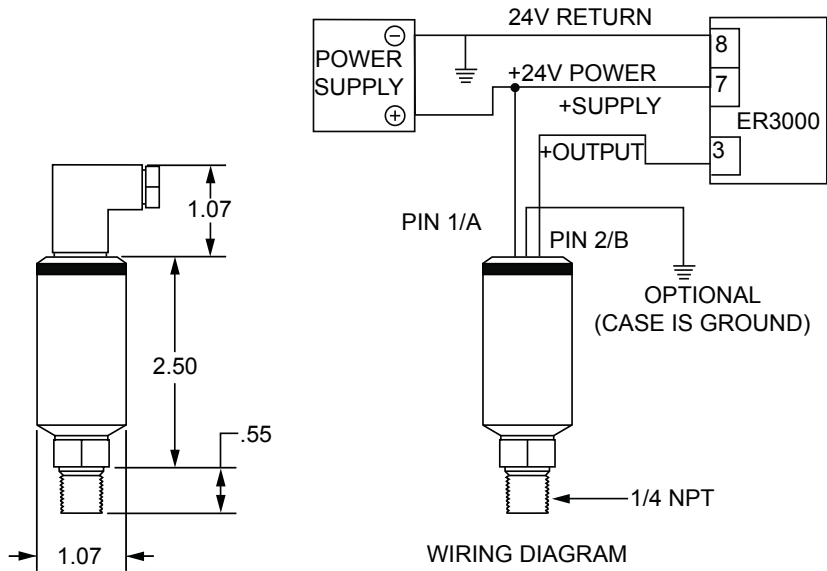 24V RETURN
POWER
SUPPLY
8
+24V POWER
7
+SUPPLY
ER3000
+OUTPUT
3
1.07
PIN 1/A
PIN 2/B
OPTIONAL
(CASE IS GROUND)
2.50
.55
1/4 NPT
1.07
WIRING DIAGRAM